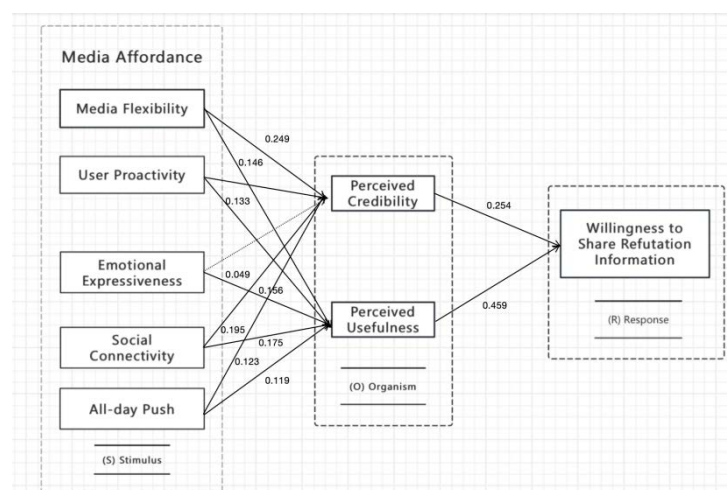 Media Affordance
Media Flexibility
User Proactivity
Emotional
Expressiveness
Social
Connectivity
All-day Push
(S) Stimulus
0.249
0.146
0.133
0.049
0.156
0.195
0.175
0.123
0.119
Perceived
Credibility
Perceived
Usefulness
(O) Organism
0.254
0.459
Willingness to
Share Refutation
Information
(R) Response